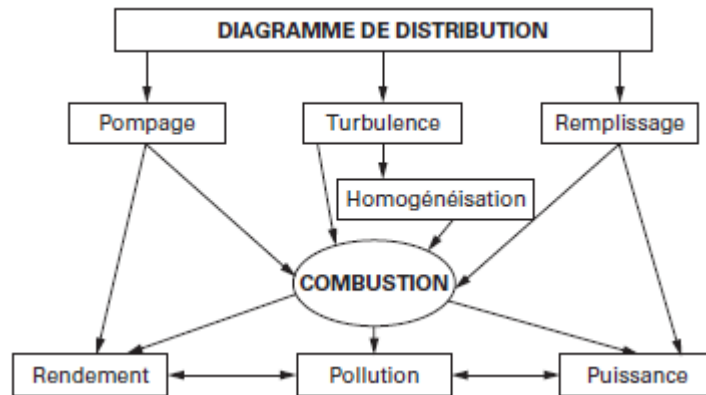 DIAGRAMME DE DISTRIBUTION
Pompage
Turbulence
Remplissage
Homogénéisation
COMBUSTION
Rendement
Pollution
Puissance